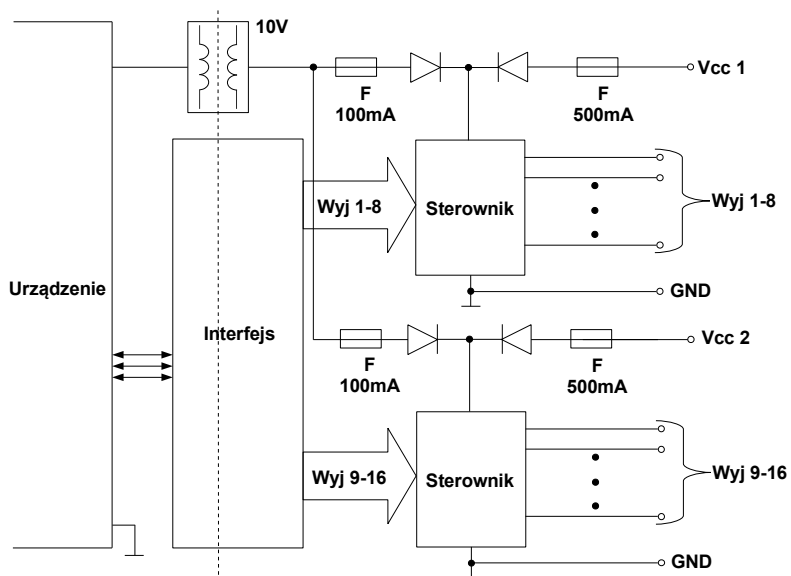 10V
Vcc 1
F
100mA
F
500mA
Wyj 1-8
Sterownik
Wyj 1-8
Urządzenie
GND
Interfejs
Vcc 2
F
100mA
F
500mA
Wyj 9-16
Sterownik
Wyj 9-16
GND